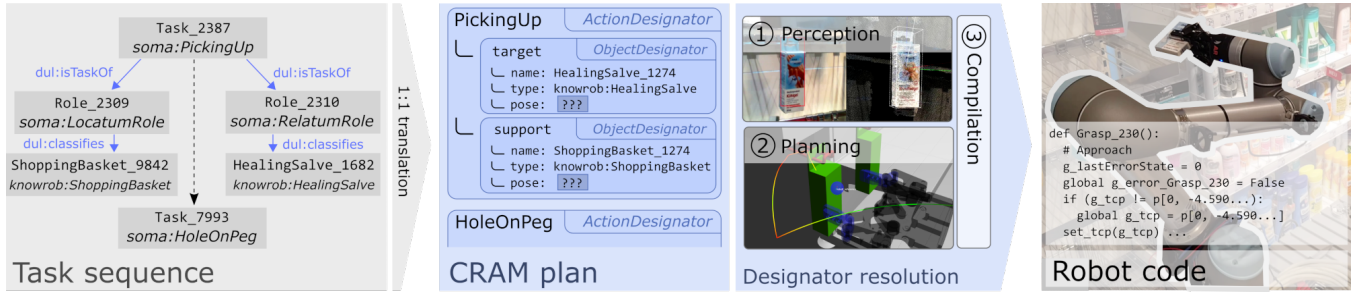 Task_2387
soma:PickingUp
dul:isTaskOf
dul:isTaskOf
Role_2309
soma:LocatumRole
Role_2310
soma:RelatumRole
dul:classifies
dul:classifies
ShoppingBasket_9842
knowrob:ShoppingBasket
HealingSalve_1682
knowrob:HealingSalve
Task_7993
soma:HoleOnPeg
Task sequence
1:1 translation
PickingUp
ActionDesignator
target
ObjectDesignator
name: HealingSalve_1274
type: knowrob:HealingSalve
pose: ???
support
ObjectDesignator
name: ShoppingBasket_1274
type: knowrob:ShoppingBasket
pose: ???
HoleOnPeg
ActionDesignator
CRAM plan
① Perception
② Planning
③ Compilation
Designator resolution
def Grasp_230():
# Approach
g_lastErrorState = 0
global g_error_Grasp_230 = False
if (g_tcp != p[0, -4.590...]):
global g_tcp = p[0, -4.590...]
set_tcp(g_tcp) ...
Robot code